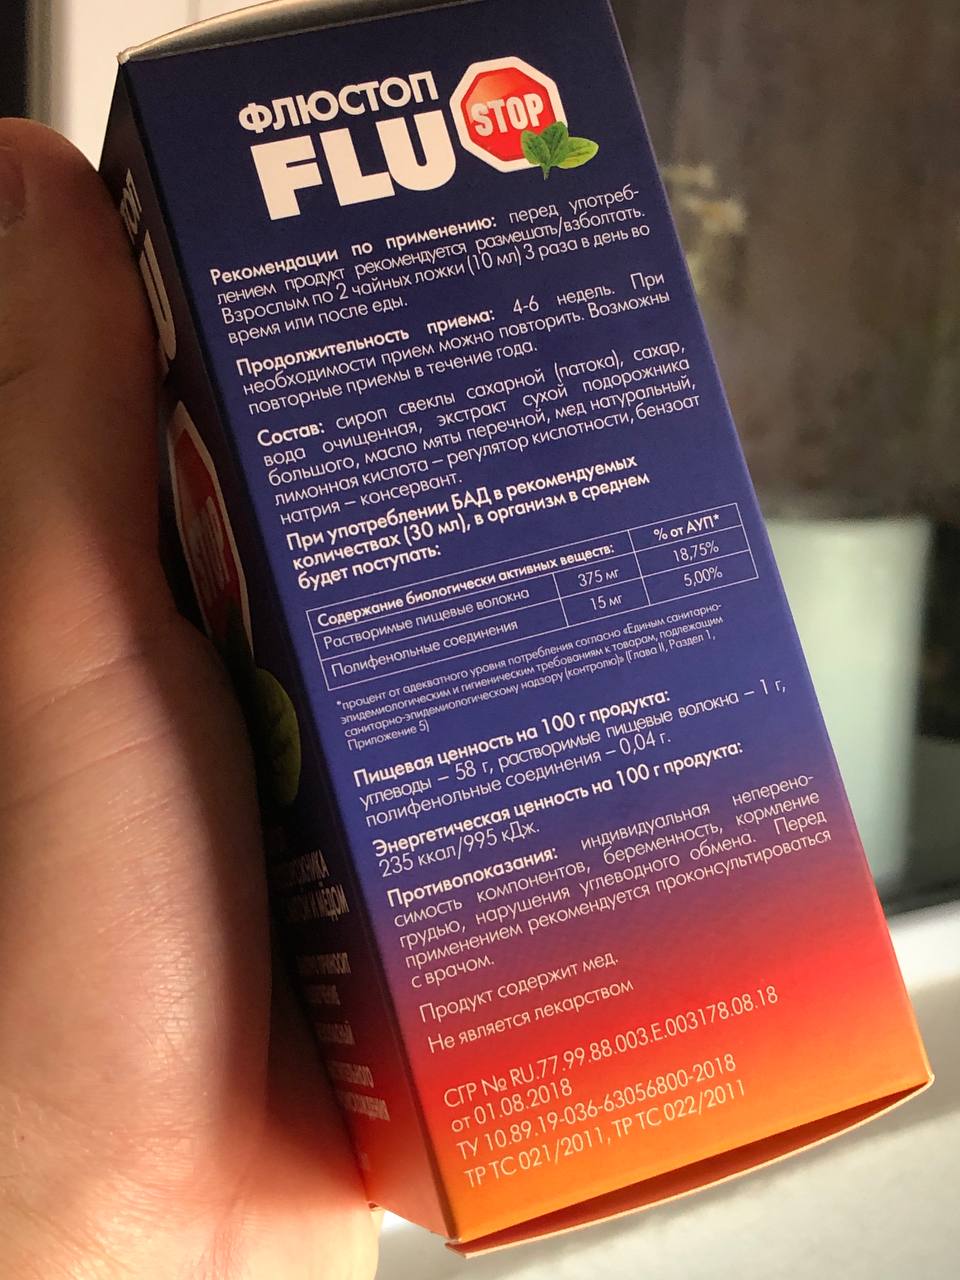 ФЛЮСТОП
FLU STOP
Рекомендации по применению: перед употреб-
лением продукт рекомендуется размешать/взболтать.
Взрослым по 2 чайных ложки (10 мл) 3 раза в день во
время или после еды.
Продолжительность приема: 4-6 недель. При
необходимости прием можно повторить. Возможны
повторные приемы в течение года.
Состав: сироп свеклы сахарной (патока), сахар,
вода очищенная, экстракт сухой подорожника
большого, масло мяты перечной, мед натуральный,
лимонная кислота – регулятор кислотности, бензоат
натрия – консервант.
При употреблении БАД в рекомендуемых
количествах (30 мл), в организм в среднем
будет поступать:
Содержание биологически активных веществ: % от АУП*
Растворимые пищевые волокна 375 мг 18,75%
Полифенольные соединения 15 мг 5,00%
*процент от адекватного уровня потребления согласно «Единым санитарно-
эпидемиологическим и гигиеническим требованиям к товарам, подлежащим
санитарно-эпидемиологическому надзору (контролю)» (Глава II, Раздел 1,
Приложение 5)
Пищевая ценность на 100 г продукта:
углеводы – 58 г, растворимые пищевые волокна – 1 г,
полифенольные соединения – 0,04 г.
Энергетическая ценность на 100 г продукта:
235 ккал/995 кДж.
Противопоказания: индивидуальная неперено-
симость компонентов, беременность, кормление
грудью, нарушения углеводного обмена. Перед
применением рекомендуется проконсультироваться
с врачом.
Продукт содержит мед.
Не является лекарством
СГР № RU.77.99.88.003.Е.003178.08.18
от 01.08.2018
ТУ 10.89.19-036-63056800-2018
ТР ТС 021/2011, ТР ТС 022/2011